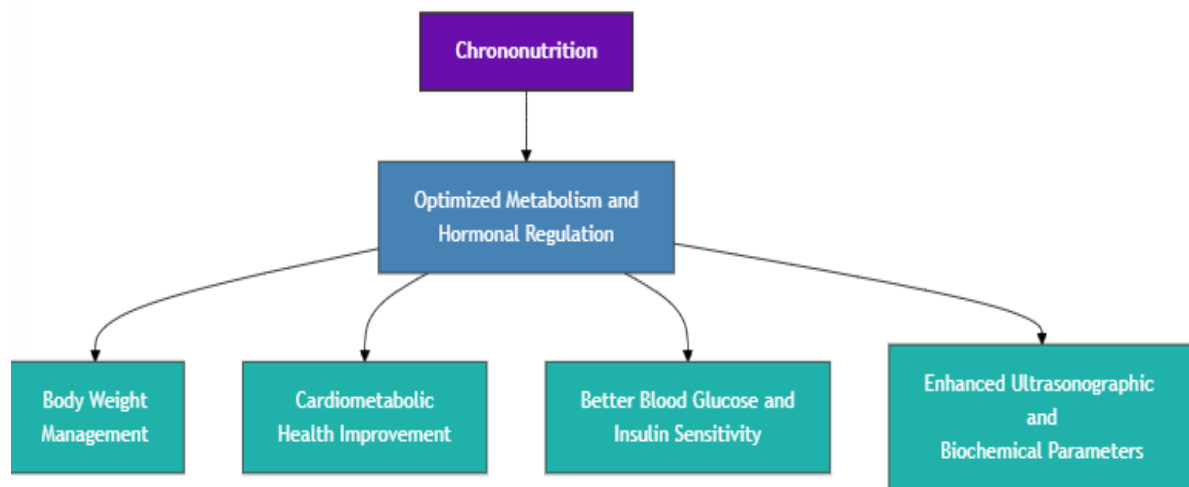 Chrononutrition
Optimized Metabolism and
Hormonal Regulation
Body Weight
Management
Cardiometabolic
Health Improvement
Better Blood Glucose and
Insulin Sensitivity
Enhanced Ultrasonographic
and
Biochemical Parameters